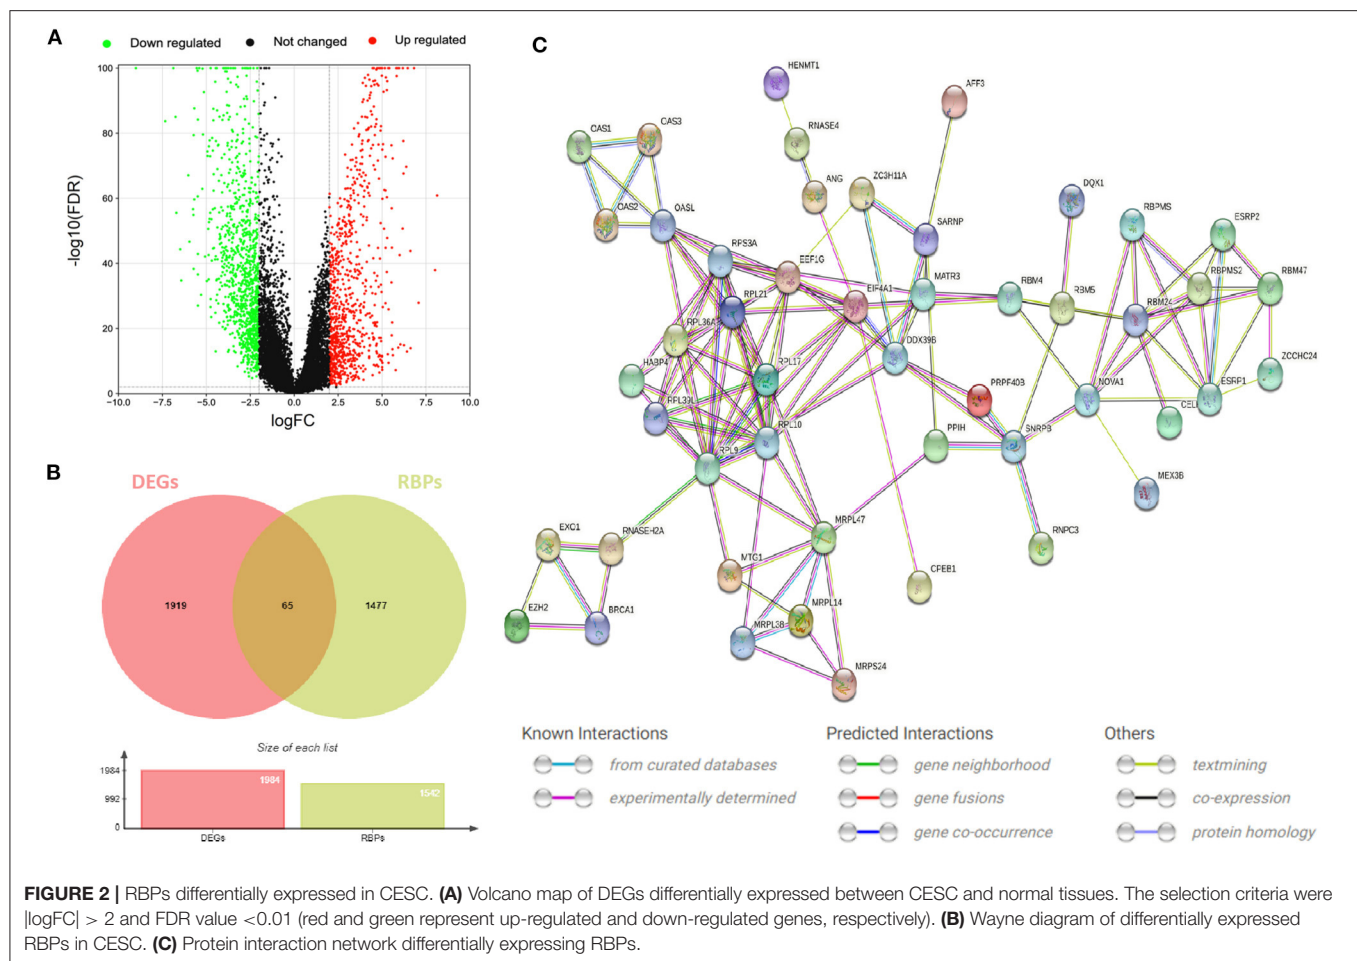 A
Down regulated
Not changed
Up regulated
100
80
60
40
20
0
-log10(FDR)
−10.0
−7.5
−5.0
−2.5
0.0
2.5
5.0
7.5
10.0
logFC
B
DEGs
RBPs
1919
65
1477
Size of each list
1984
992
0
1984
1542
DEGs
RBPs
C
HENMT1
AFF3
RNASE4
OAS1
OAS3
ANG
ZC3H11A
DQX1
OAS2
OASL
SARNP
RBPMS
ESRP2
RPS3A
EEF1G
MATR3
RBM4
RBM5
RBPMS2
RBM47
RPL21
EIF4A1
RBM24
RPL36A
HABP4
RPL17
DDX39B
ZCCHC24
PRPF40B
NOVA1
ESRP1
RPL39L
RPL10
PPIH
SNRPB
RPL9
MEX3B
EXO1
RNASEH2A
MRPL47
RNPC3
MTG1
CPEB1
EZH2
BRCA1
MRPL14
MRPL38
MRPS24
Known Interactions
from curated databases
experimentally determined
Predicted Interactions
gene neighborhood
gene fusions
gene co-occurrence
Others
textmining
co-expression
protein homology
FIGURE 2 | RBPs differentially expressed in CESC. (A) Volcano map of DEGs differentially expressed between CESC and normal tissues. The selection criteria were
|logFC| > 2 and FDR value <0.01 (red and green represent up-regulated and down-regulated genes, respectively). (B) Wayne diagram of differentially expressed
RBPs in CESC. (C) Protein interaction network differentially expressing RBPs.